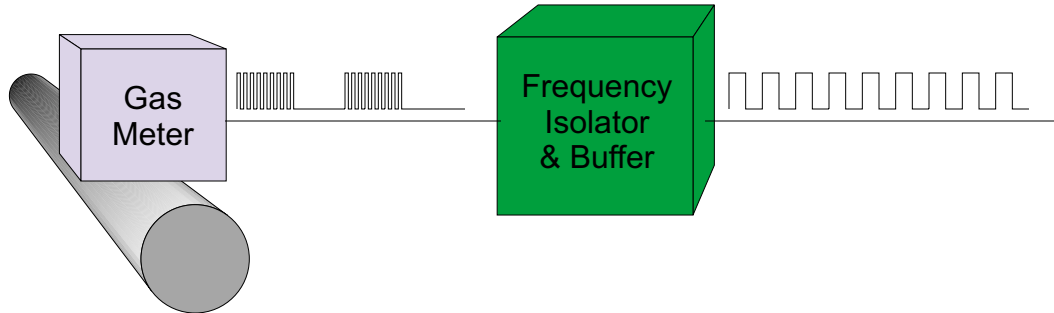 Gas
Meter
Frequency
Isolator
& Buffer